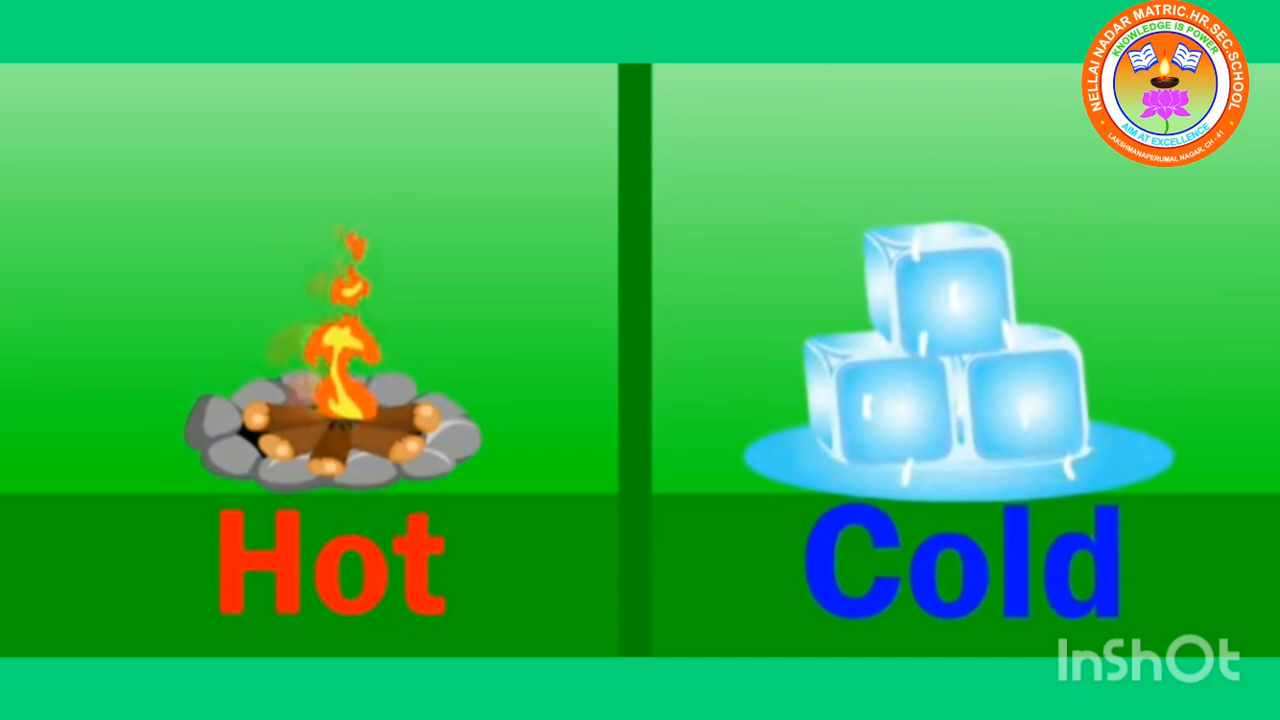 NELLAI NADAR MATRIC.HR.SEC.SCHOOL
KNOWLEDGE IS POWER
AIM AT EXCELLENCE
LAKSHMANAPERUMAL NAGAR, CH - 41
Hot
Cold
InShOt